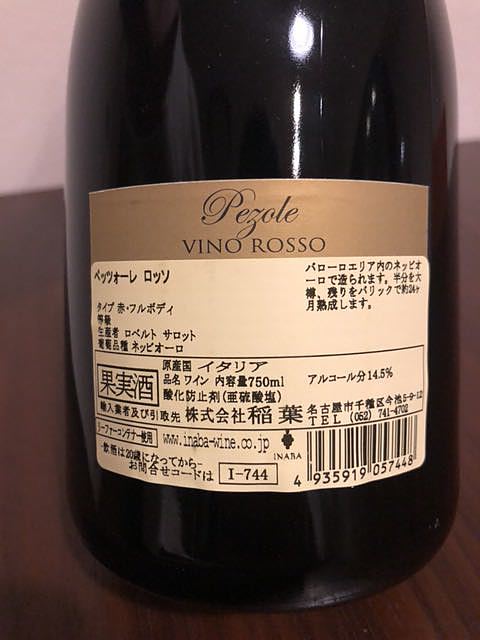 Pezole
VINO ROSSO
ペッツォーレ ロッソ
バローロエリア内のネッビオ
ーロで造られます。半分を大
樽、残りをバリックで約24ヶ
月熟成します。
タイプ 赤・フルボディ
等級
生産者 ロベルト サロット
葡萄品種 ネッビオーロ
果実酒
原産国 イタリア
品名 ワイン 内容量750ml
アルコール分14.5%
酸化防止剤(亜硫酸塩)
輸入業者及び引取先 株式会社 稲葉 名古屋市千種区今池5-9-12
TEL (052) 741-4702
リーファーコンテナー使用
www.inaba-wine.co.jp
INABA
-飲酒は20歳になってから-
お問合せコードは I-744
4 935919 057448